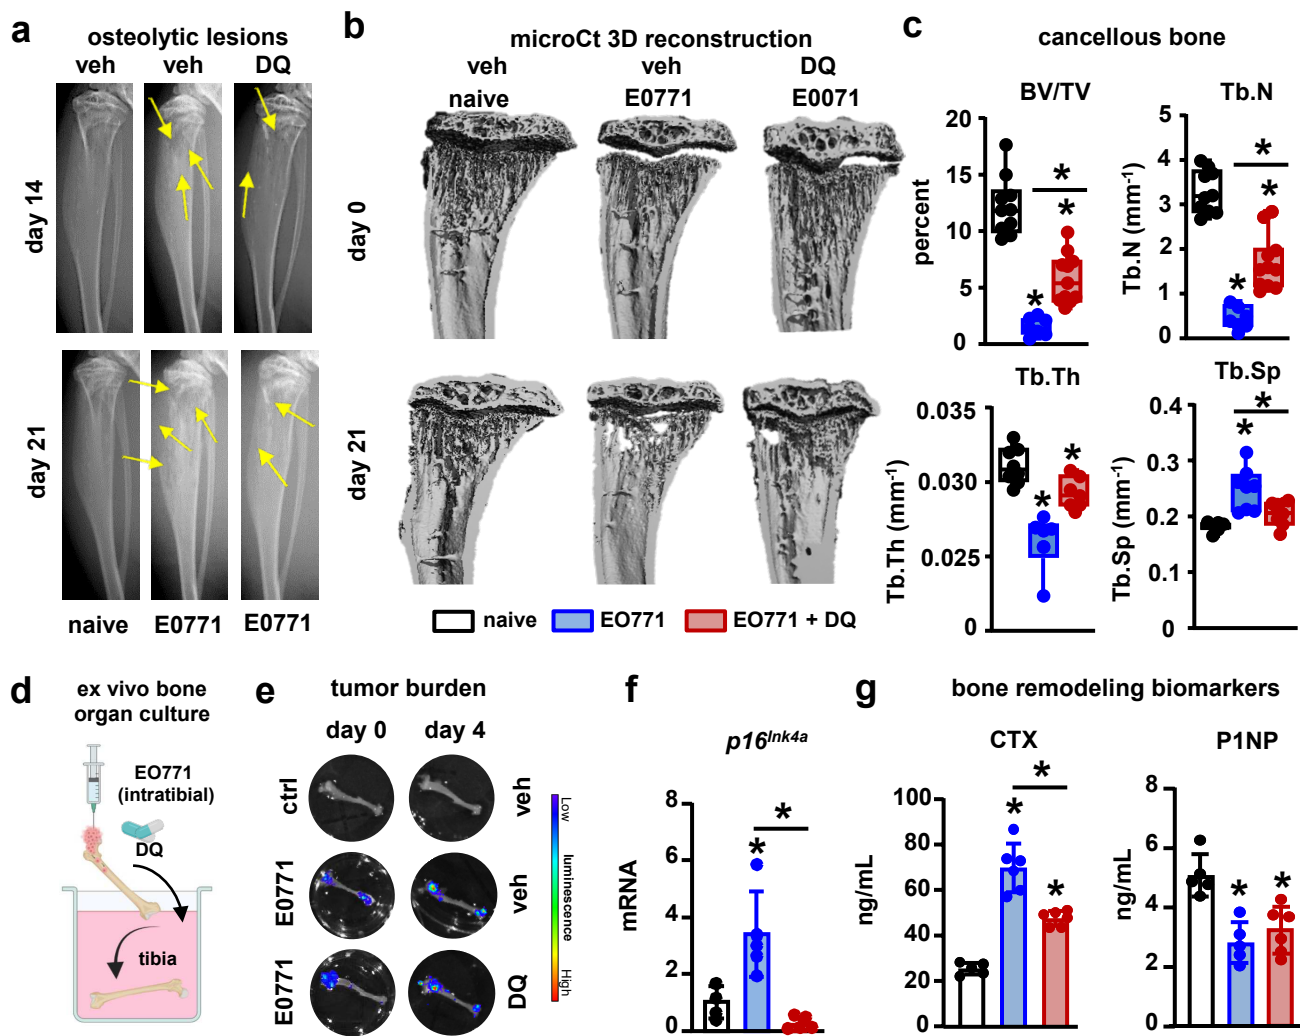 a
osteolytic lesions
veh veh DQ
day 14
day 21
naive E0771 E0771
b
microCt 3D reconstruction
veh veh DQ
naive E0771 E0071
day 0
day 21
naive EO771 EO771 + DQ
c
cancellous bone
BV/TV
percent
20
15
10
5
0
*
*
*
Tb.N
Tb.N (mm⁻¹)
5
4
3
2
1
0
*
*
*
Tb.Th
Tb.Th (mm⁻¹)
0.035
0.030
0.025
0
*
*
Tb.Sp
Tb.Sp (mm⁻¹)
0.4
0.3
0.2
0.1
0
*
*
d
ex vivo bone
organ culture
EO771
(intratibial)
DQ
tibia
e
tumor burden
day 0 day 4
ctrl veh
E0771 veh
E0771 DQ
Low luminescence High
f
p16Ink4a
mRNA
8
6
4
2
0
*
*
g
bone remodeling biomarkers
CTX
ng/mL
100
80
60
40
20
0
*
*
*
P1NP
ng/mL
8
6
4
2
0
*
*